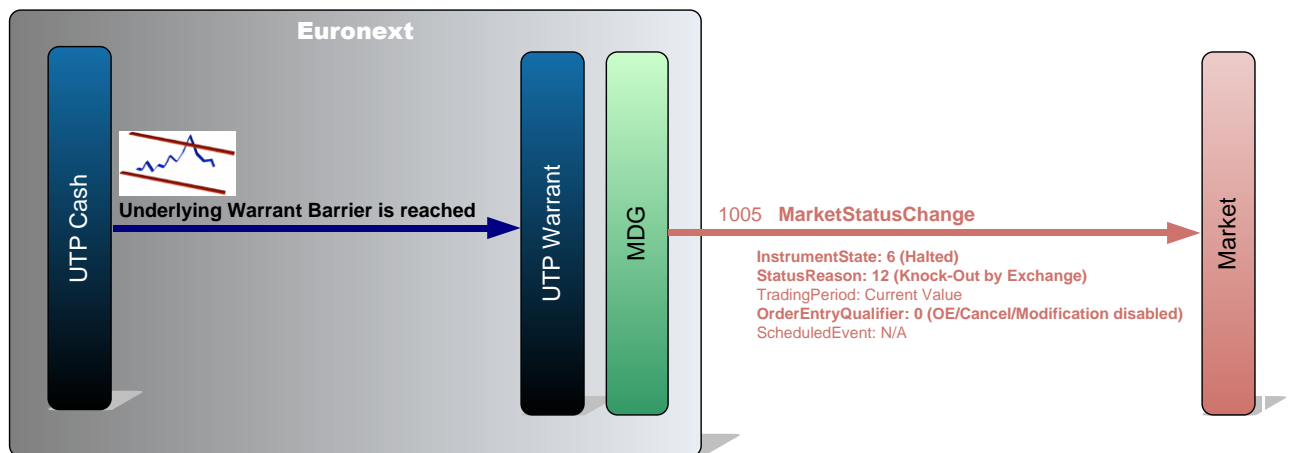 Euronext
UTP Cash
Underlying Warrant Barrier is reached
UTP Warrant
MDG
1005 MarketStatusChange
InstrumentState: 6 (Halted)
StatusReason: 12 (Knock-Out by Exchange)
TradingPeriod: Current Value
OrderEntryQualifier: 0 (OE/Cancel/Modification disabled)
ScheduledEvent: N/A
Market